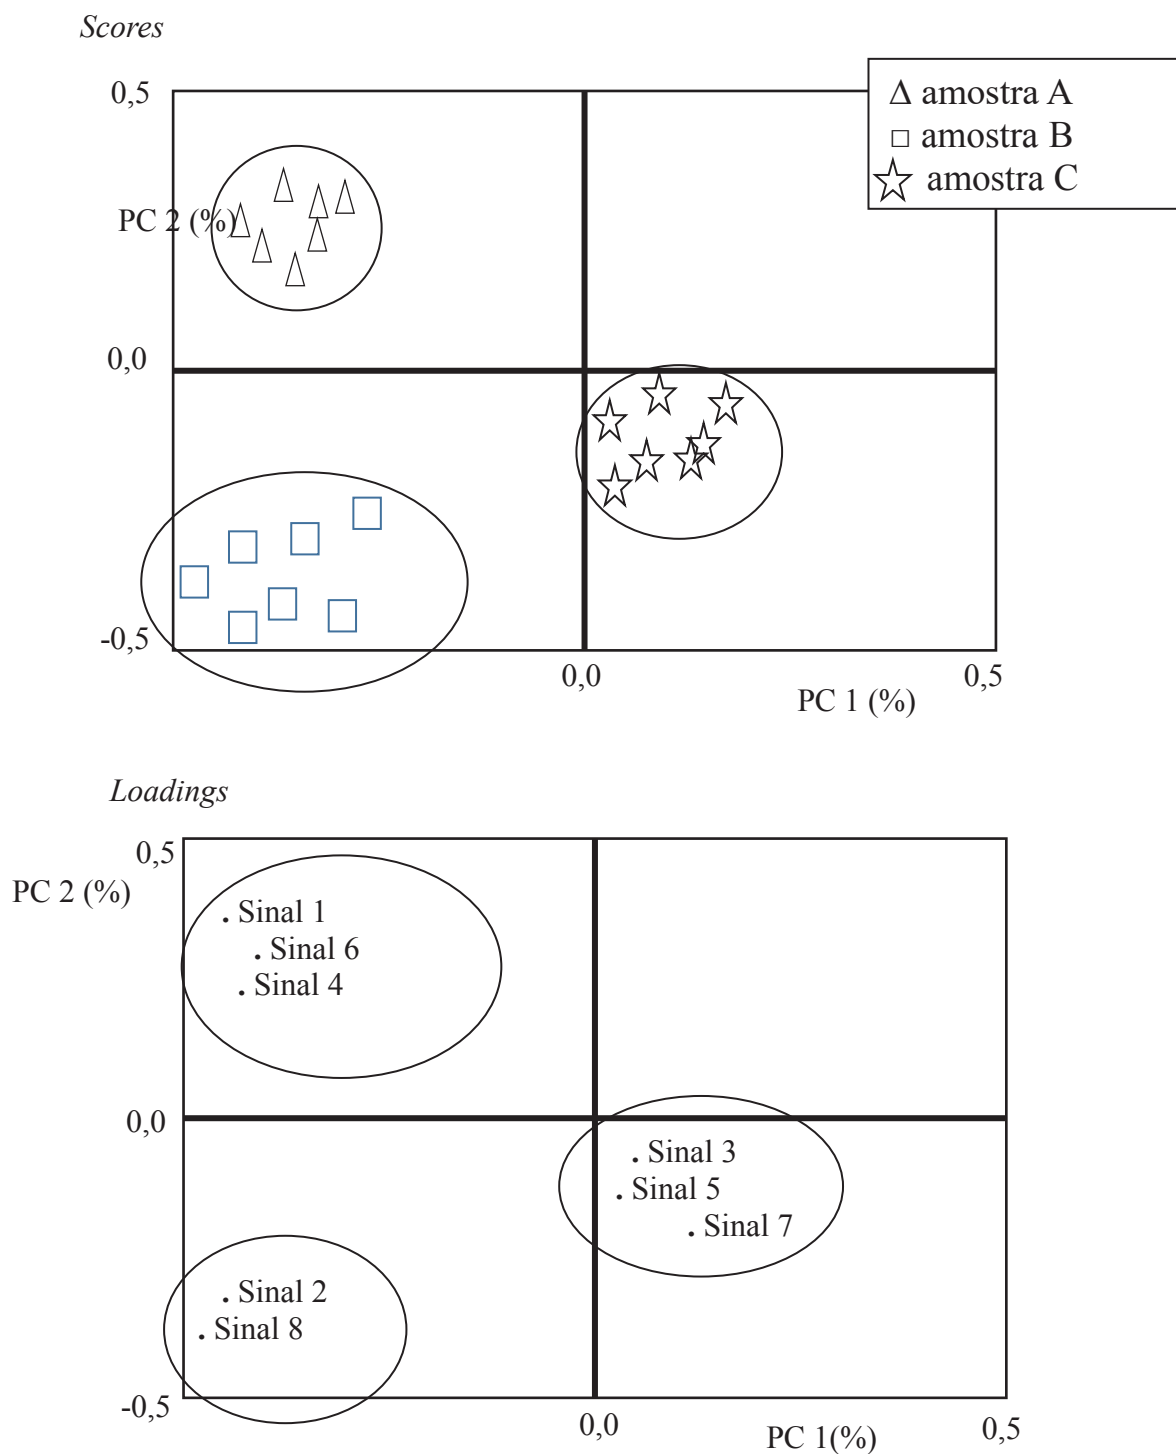 Scores
0,5
Δ amostra A
□ amostra B
☆ amostra C
PC 2 (%)
0,0
-0,5
0,0
0,5
PC 1 (%)
Loadings
0,5
PC 2 (%)
. Sinal 1
. Sinal 6
. Sinal 4
0,0
. Sinal 3
. Sinal 5
. Sinal 7
. Sinal 2
. Sinal 8
-0,5
0,0
0,5
PC 1(%)